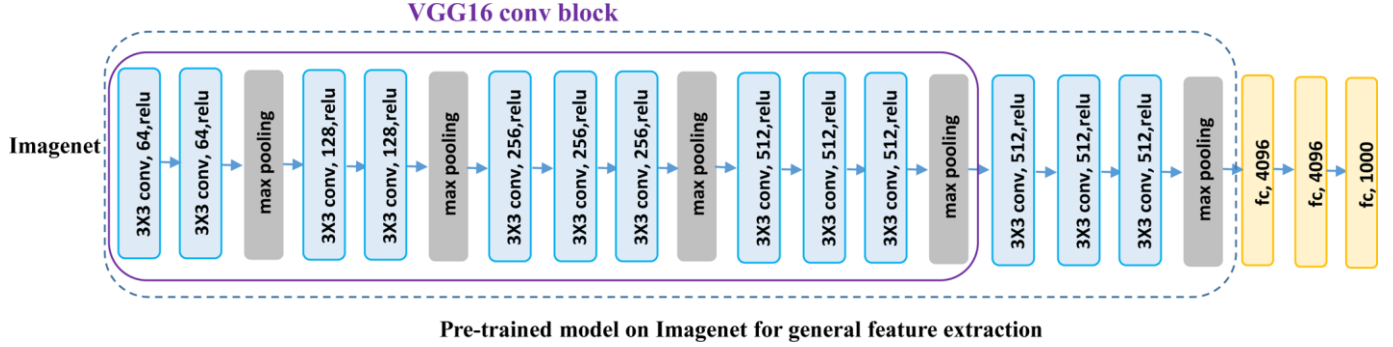 VGG16 conv block
Imagenet
3X3 conv, 64,relu
3X3 conv, 64,relu
max pooling
3X3 conv, 128,relu
3X3 conv, 128,relu
max pooling
3X3 conv, 256,relu
3X3 conv, 256,relu
3X3 conv, 256,relu
max pooling
3X3 conv, 512,relu
3X3 conv, 512,relu
3X3 conv, 512,relu
max pooling
3X3 conv, 512,relu
3X3 conv, 512,relu
3X3 conv, 512,relu
max pooling
fc, 4096
fc, 4096
fc, 1000
Pre-trained model on Imagenet for general feature extraction